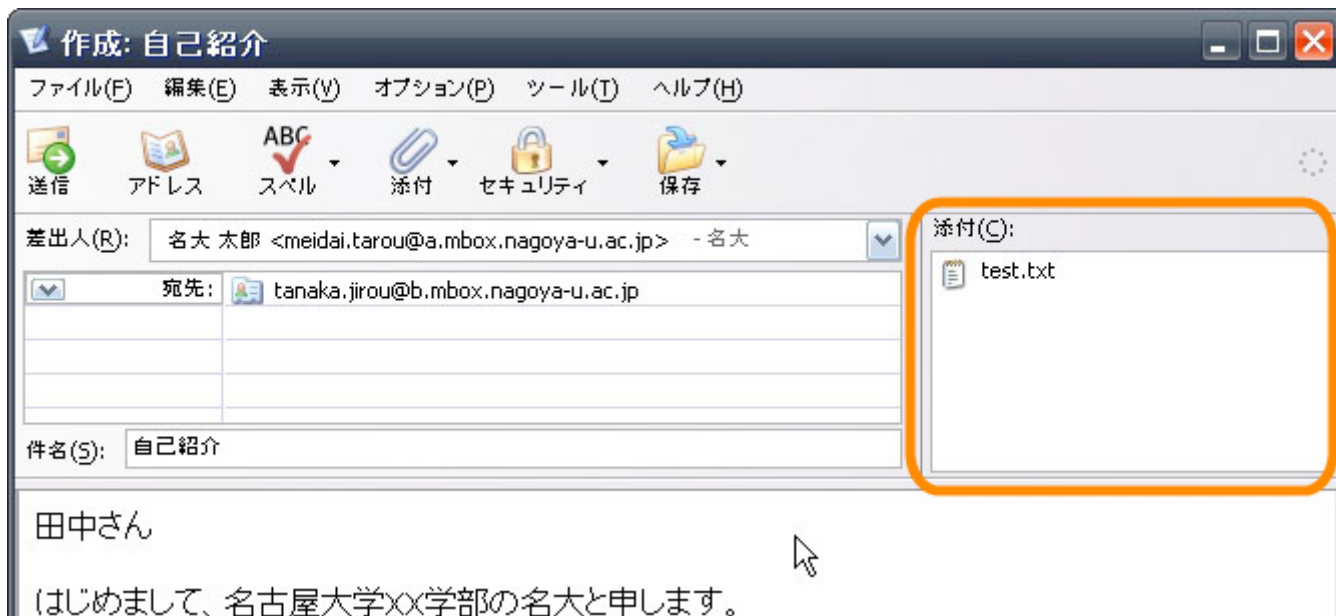 作成: 自己紹介
ファイル(F) 編集(E) 表示(V) オプション(P) ツール(T) ヘルプ(H)
ABC
送信 アドレス スペル 添付 セキュリティ 保存
差出人(R): 名大 太郎 <meidai.tarou@a.mbox.nagoya-u.ac.jp> - 名大
宛先: tanaka.jirou@b.mbox.nagoya-u.ac.jp
件名(S): 自己紹介
添付(C):
test.txt
田中さん
はじめまして、名古屋大学XX学部の名大と申します。